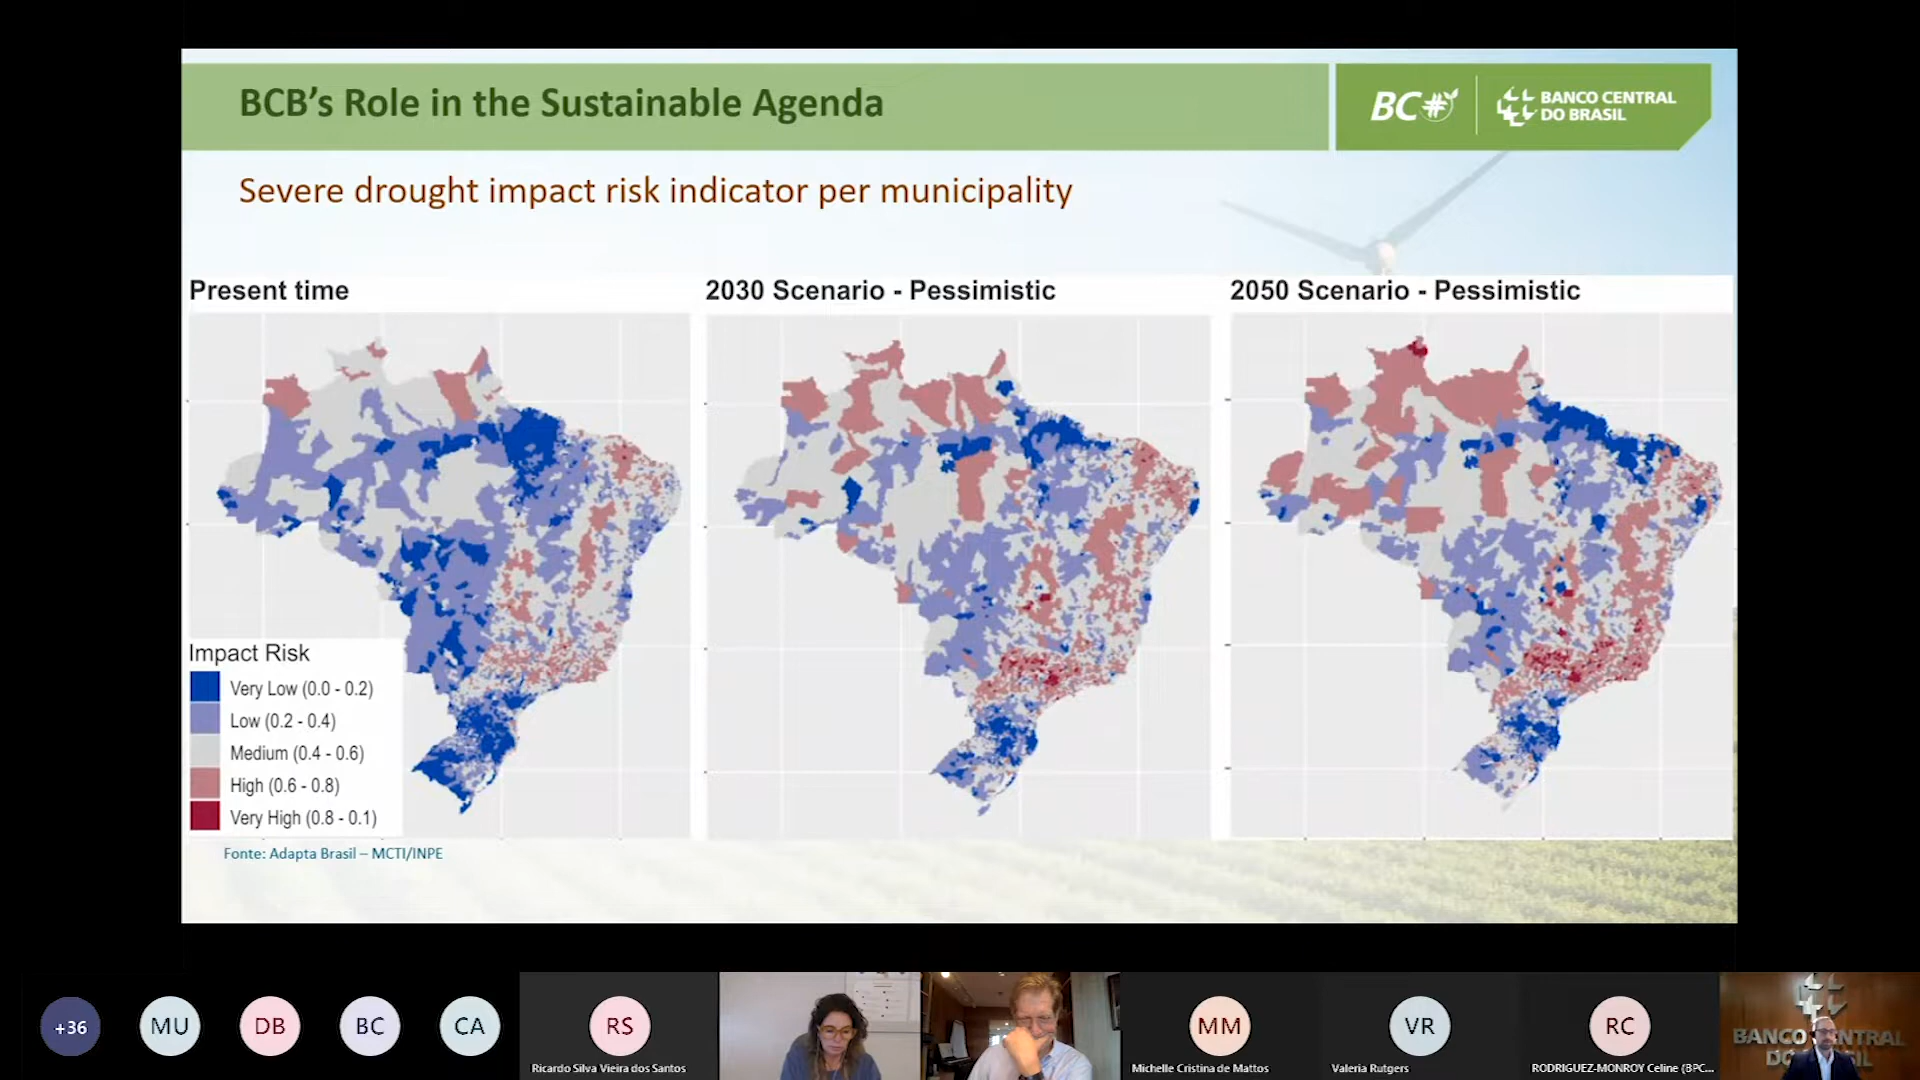 BCB's Role in the Sustainable Agenda
BC#
BANCO CENTRAL
DO BRASIL
Severe drought impact risk indicator per municipality
Present time
2030 Scenario - Pessimistic
2050 Scenario - Pessimistic
Impact Risk
Very Low (0.0 - 0.2)
Low (0.2 - 0.4)
Medium (0.4 - 0.6)
High (0.6 - 0.8)
Very High (0.8 - 0.1)
Fonte: Adapta Brasil – MCTI/INPE
+36
MU
DB
BC
CA
RS
Ricardo Silva Vieira dos Santos
MM
Michelle Cristina de Mattos
VR
Valeria Rutgers
RC
RODRIGUEZ-MONROY Celine (BPC...
BANCO CENTRAL